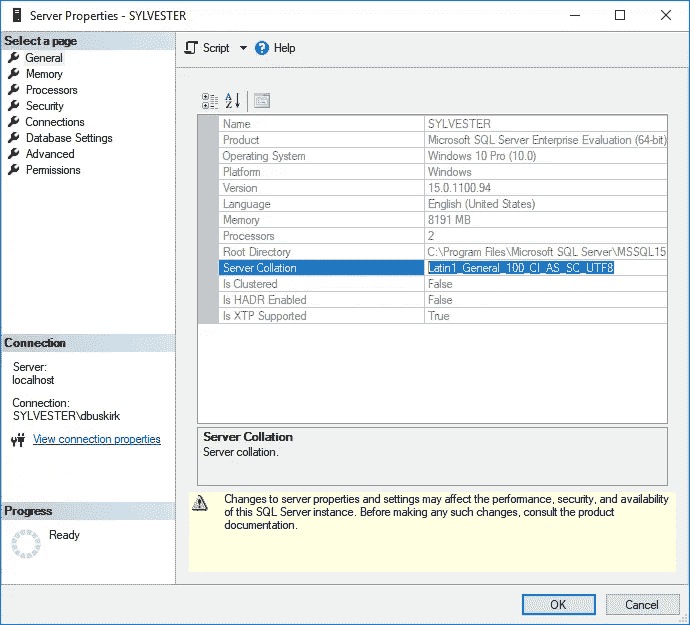 Server Properties - SYLVESTER
Select a page
General
Memory
Processors
Security
Connections
Database Settings
Advanced
Permissions
Script
Help
Name SYLVESTER
Product Microsoft SQL Server Enterprise Evaluation (64-bit)
Operating System Windows 10 Pro (10.0)
Platform Windows
Version 15.0.1100.94
Language English (United States)
Memory 8191 MB
Processors 2
Root Directory C:\Program Files\Microsoft SQL Server\MSSQL15
Server Collation Latin1_General_100_CI_AS_SC_UTF8
Is Clustered False
Is HADR Enabled False
Is XTP Supported True
Server Collation
Server collation.
Connection
Server:
localhost
Connection:
SYLVESTER\dbuskirk
View connection properties
Progress
Ready
Changes to server properties and settings may affect the performance, security, and availability
of this SQL Server instance. Before making any such changes, consult the product
documentation.
OK
Cancel